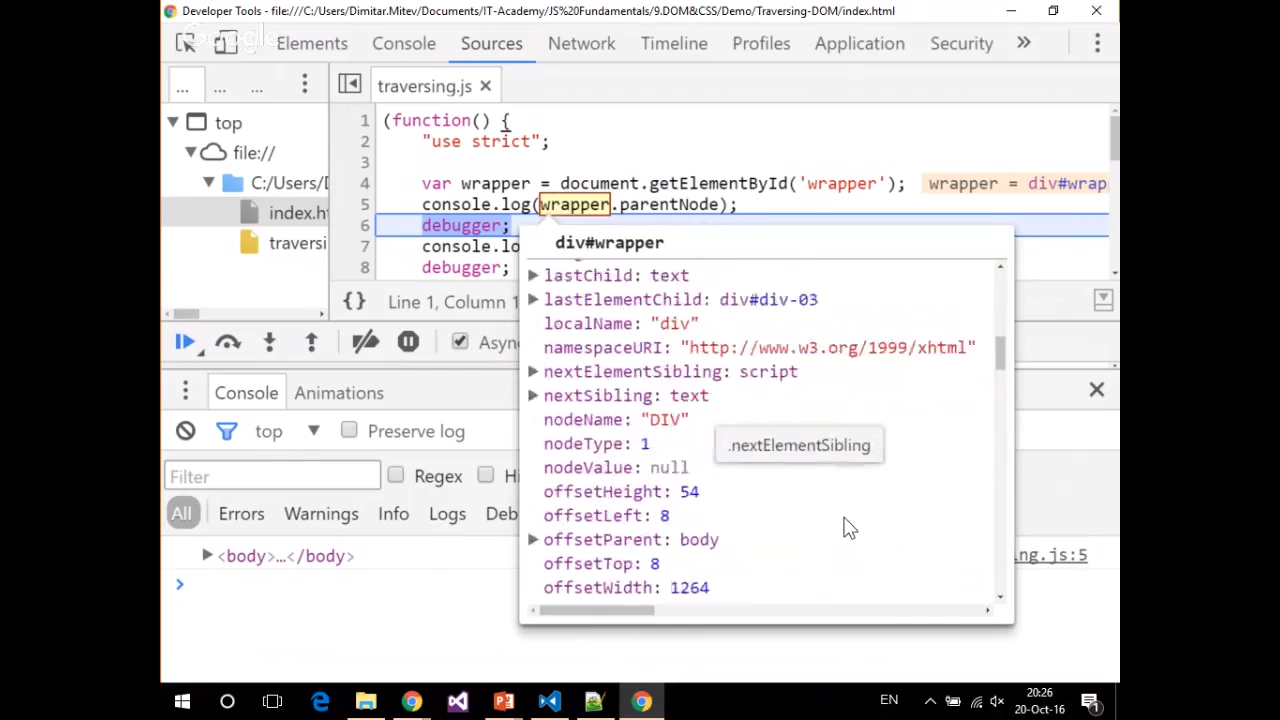 Developer Tools - file:///C:/Users/Dimitar.Mitev/Documents/IT-Academy/JS%20Fundamentals/9.DOM&CSS/Demo/Traversing-DOM/index.html
Google
Elements Console Sources Network Timeline Profiles Application Security »
... ... ... traversing.js ×
top
file://
C:/Users/D
index.h
traversi
1 (function() {
2 "use strict";
3
4 var wrapper = document.getElementById('wrapper'); wrapper = div#wrap
5 console.log(wrapper.parentNode);
6 debugger;
7 console.lo
8 debugger;
{} Line 1, Column 1
div#wrapper
lastChild: text
lastElementChild: div#div-03
localName: "div"
namespaceURI: "http://www.w3.org/1999/xhtml"
nextElementSibling: script
nextSibling: text
nodeName: "DIV"
nodeType: 1
nodeValue: null
offsetHeight: 54
offsetLeft: 8
offsetParent: body
offsetTop: 8
offsetWidth: 1264
.nextElementSibling
Asyn
Console Animations
top Preserve log
Filter Regex Hi
All Errors Warnings Info Logs Deb
<body>…</body> ng.js:5
EN 20:26
20-Oct-16 1